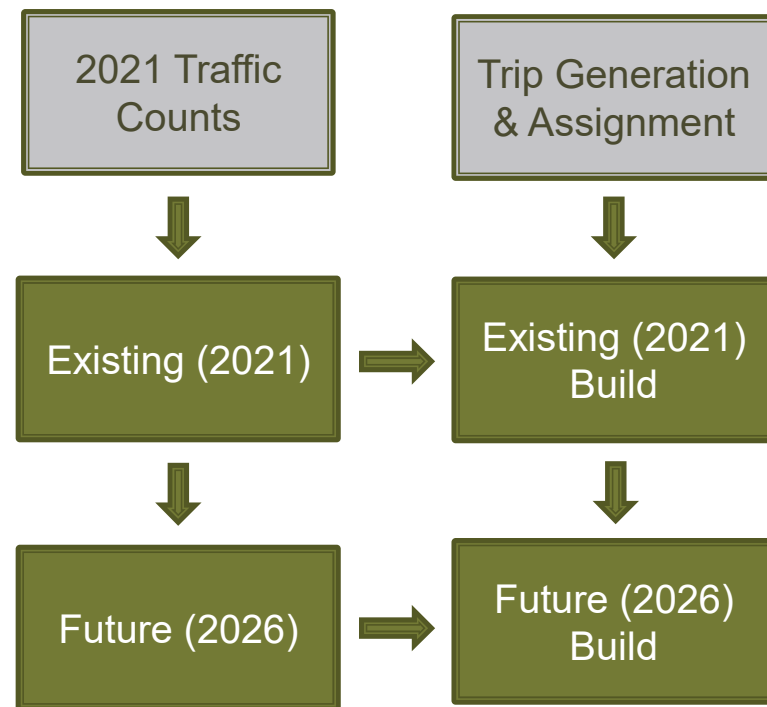 2021 Traffic
Counts
Trip Generation
& Assignment
Existing (2021)
Existing (2021)
Build
Future (2026)
Future (2026)
Build